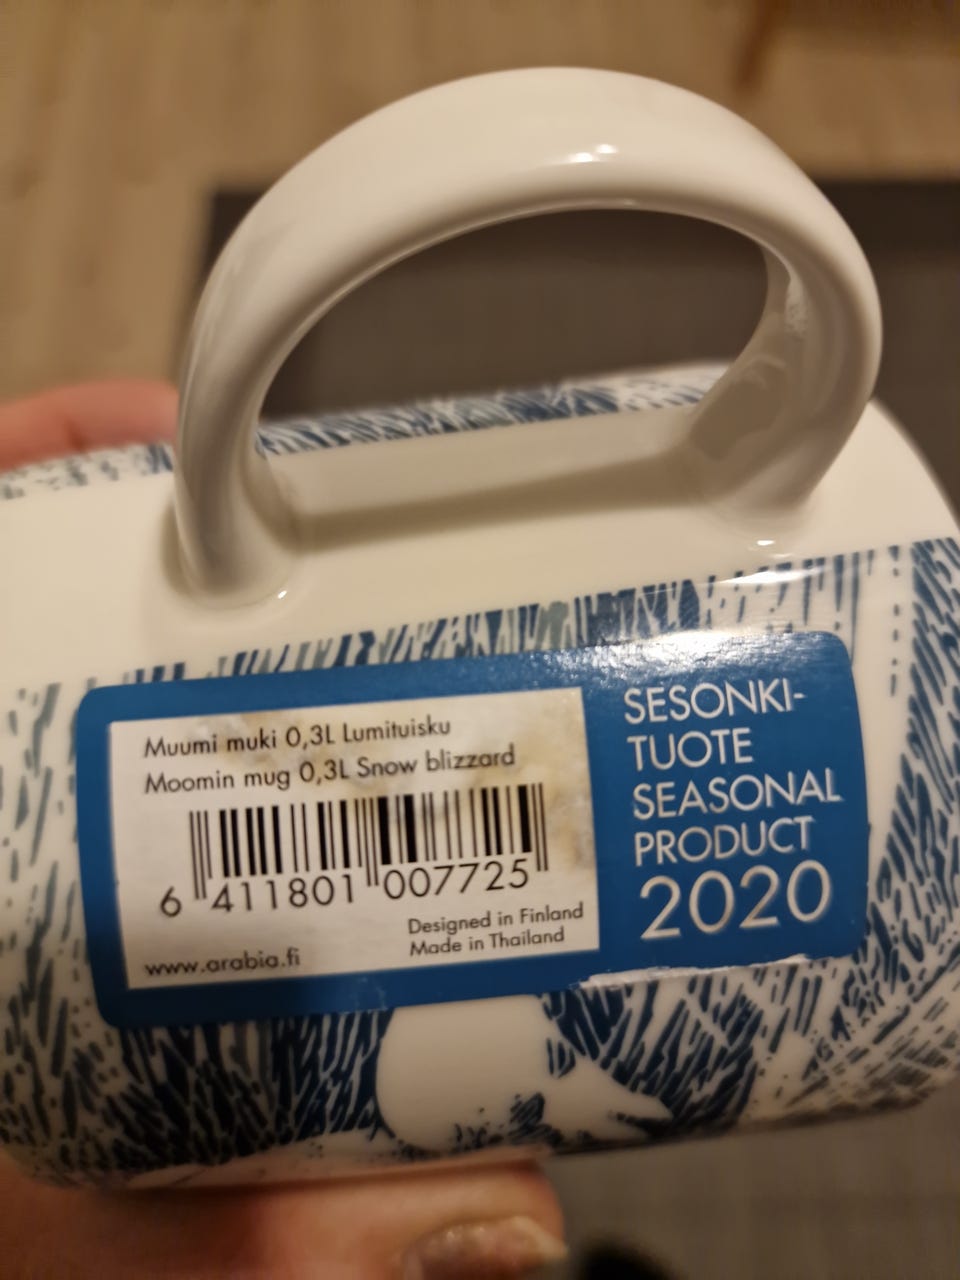 Muumi muki 0,3L Lumituisku
Moomin mug 0,3L Snow blizzard
6 411801 007725
Designed in Finland
Made in Thailand
www.arabia.fi
SESONKI-
TUOTE
SEASONAL
PRODUCT
2020